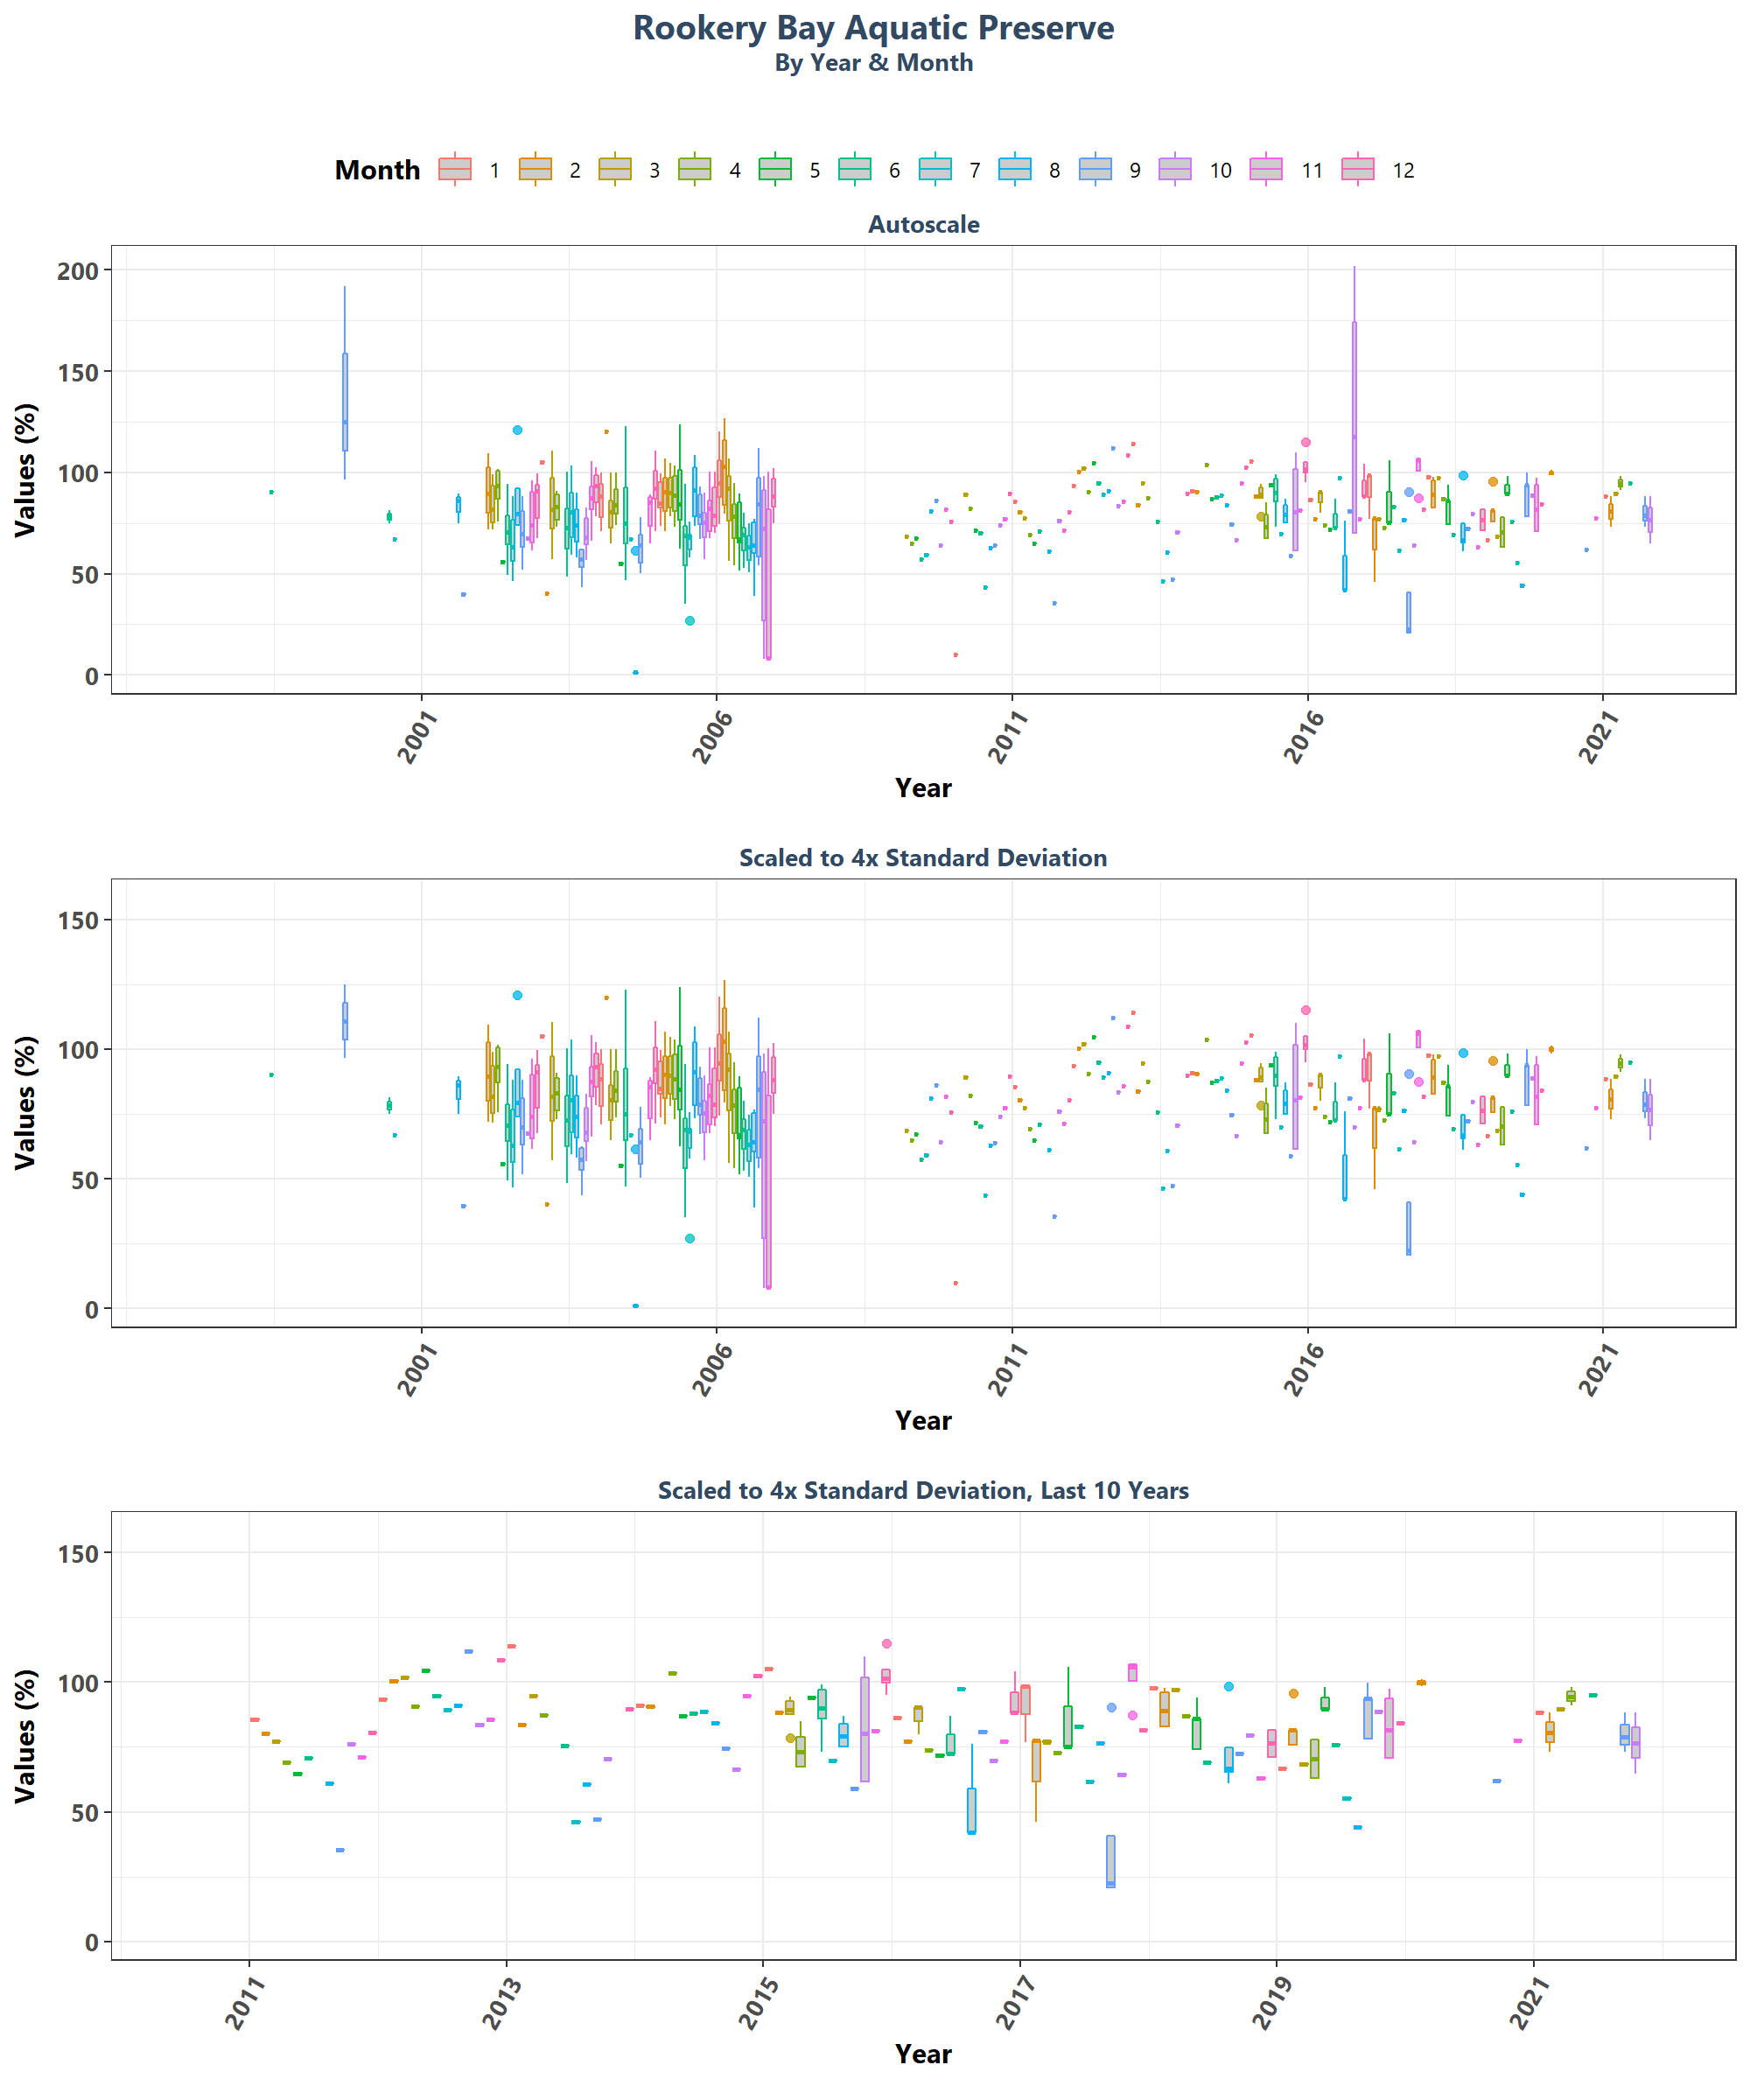 Rookery Bay Aquatic Preserve
By Year & Month
Month 1 2 3 4 5 6 7 8 9 10 11 12
Autoscale
Values (%)
200
150
100
50
0
2001 2006 2011 2016 2021
Year
Scaled to 4x Standard Deviation
Values (%)
150
100
50
0
2001 2006 2011 2016 2021
Year
Scaled to 4x Standard Deviation, Last 10 Years
Values (%)
150
100
50
0
2011 2013 2015 2017 2019 2021
Year